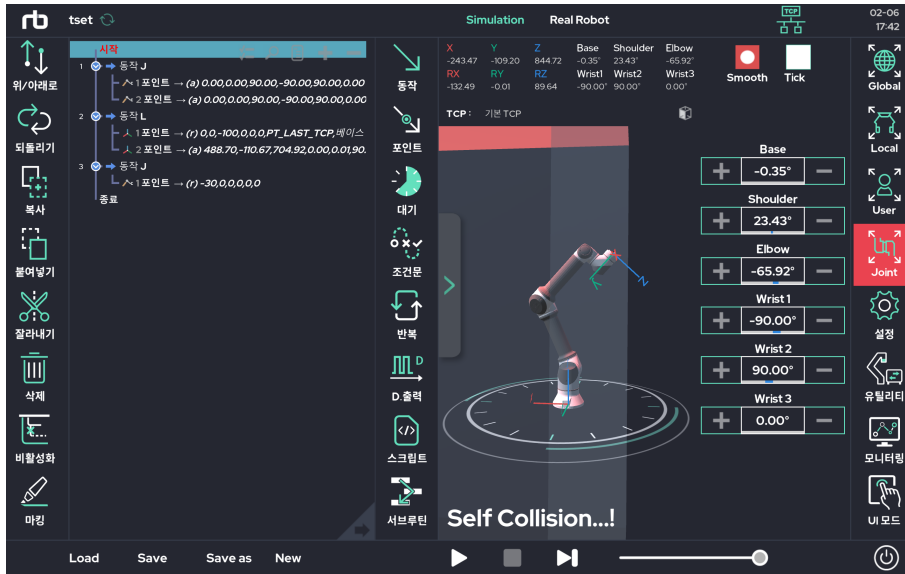 rb
tset
Simulation
Real Robot
TCP
02-06
17:42
위/아래로
되돌리기
복사
붙여넣기
잘라내기
삭제
비활성화
마킹
시작
1 동작 J
1 포인트 → (a) 0.00,0.00,90.00,-90.00,90.00,0.00
2 포인트 → (a) 0.00,0.00,90.00,-90.00,90.00,0.00
2 동작 L
1 포인트 → (r) 0,0,-100,0,0,0,PT_LAST_TCP,베이스
2 포인트 → (a) 488.70,-110.67,704.92,0.00,0.01,90.
3 동작 J
1 포인트 → (r) -30,0,0,0,0,0
종료
동작
포인트
대기
조건문
반복
D
D.출력
</>
스크립트
서브루틴
X Y Z Base Shoulder Elbow
-243.47 -109.20 844.72 -0.35° 23.43° -65.92°
RX RY RZ Wrist1 Wrist2 Wrist3
-132.49 -0.01 89.64 -90.00° 90.00° 0.00°
Smooth
Tick
TCP : 기본 TCP
X
Y
Z
Base
-0.35°
Shoulder
23.43°
Elbow
-65.92°
Wrist 1
-90.00°
Wrist 2
90.00°
Wrist 3
0.00°
Self Collision...!
Global
Local
User
Joint
설정
유틸리티
모니터링
UI 모드
Load
Save
Save as
New